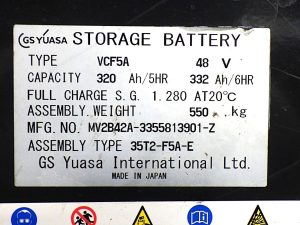 GS YUASA STORAGE BATTERY
TYPE VCF5A 48 V
CAPACITY 320 Ah/5HR 332 Ah/6HR
FULL CHARGE S.G. 1.280 AT20℃
ASSEMBLY.WEIGHT 550 kg
MFG. NO. MV2B42A-3355813901-Z
ASSEMBLY TYPE 35T2-F5A-E
GS Yuasa International Ltd.
MADE IN JAPAN